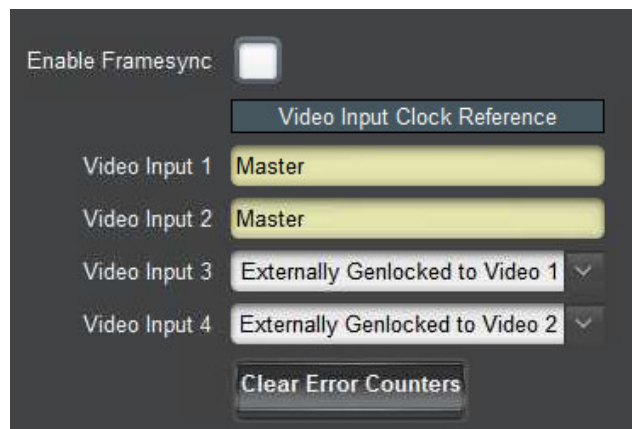 Enable Framesync
Video Input Clock Reference
Video Input 1 Master
Video Input 2 Master
Video Input 3 Externally Genlocked to Video 1
Video Input 4 Externally Genlocked to Video 2
Clear Error Counters